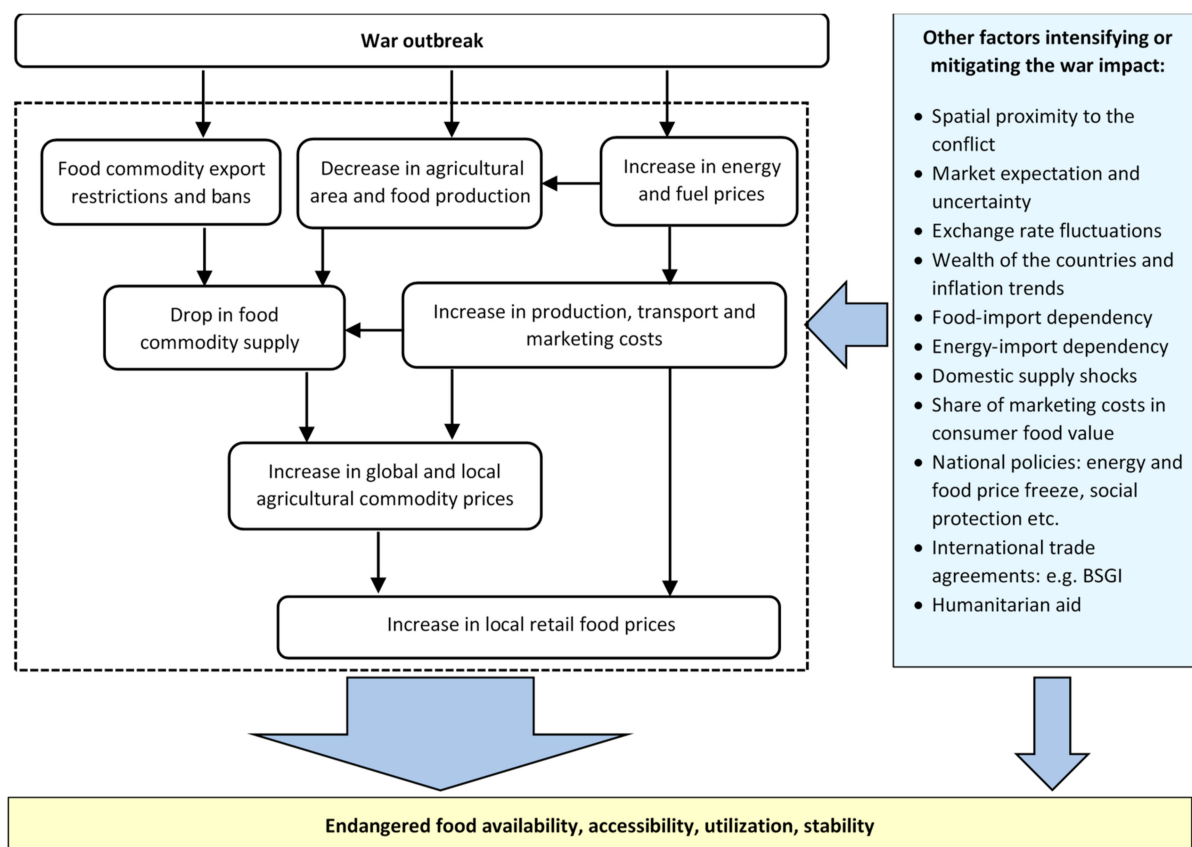 War outbreak
Food commodity export
restrictions and bans
Decrease in agricultural
area and food production
Increase in energy
and fuel prices
Drop in food
commodity supply
Increase in production, transport and
marketing costs
Increase in global and local
agricultural commodity prices
Increase in local retail food prices
Other factors intensifying or
mitigating the war impact:
• Spatial proximity to the
conflict
• Market expectation and
uncertainty
• Exchange rate fluctuations
• Wealth of the countries and
inflation trends
• Food-import dependency
• Energy-import dependency
• Domestic supply shocks
• Share of marketing costs in
consumer food value
• National policies: energy and
food price freeze, social
protection etc.
• International trade
agreements: e.g. BSGI
• Humanitarian aid
Endangered food availability, accessibility, utilization, stability